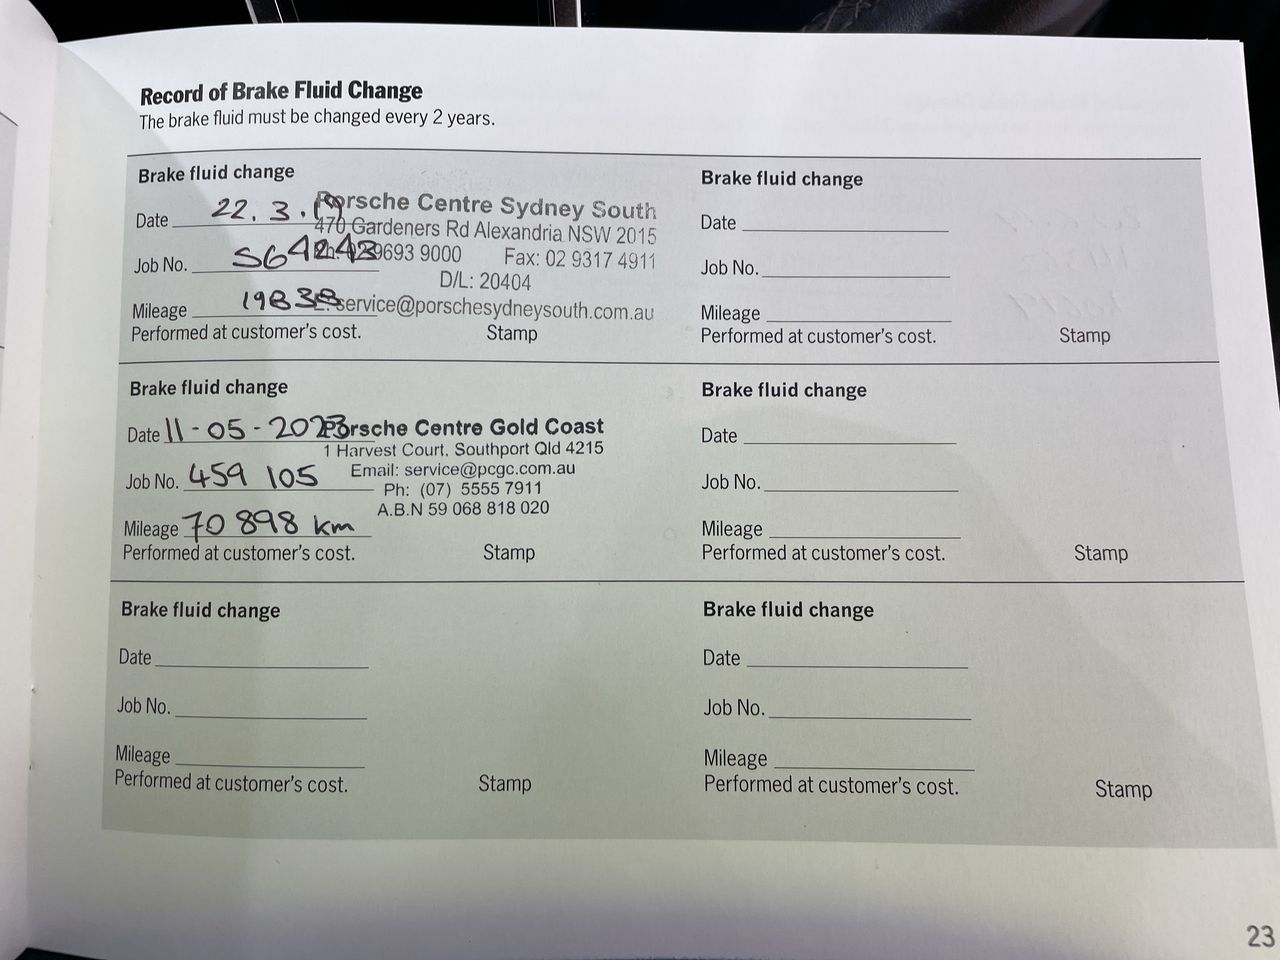 Record of Brake Fluid Change
The brake fluid must be changed every 2 years.
Brake fluid change
Date 22.3.19
Job No. S64243
Mileage 19838
Performed at customer's cost.
Porsche Centre Sydney South
470 Gardeners Rd Alexandria NSW 2015
9693 9000 Fax: 02 9317 4911
D/L: 20404
E: service@porschesydneysouth.com.au
Stamp
Brake fluid change
Date
Job No.
Mileage
Performed at customer's cost.
Stamp
Brake fluid change
Date 11-05-2023
Job No. 459 105
Mileage 70 898 km
Performed at customer's cost.
Porsche Centre Gold Coast
1 Harvest Court, Southport Qld 4215
Email: service@pcgc.com.au
Ph: (07) 5555 7911
A.B.N 59 068 818 020
Stamp
Brake fluid change
Date
Job No.
Mileage
Performed at customer's cost.
Stamp
Brake fluid change
Date
Job No.
Mileage
Performed at customer's cost.
Stamp
Brake fluid change
Date
Job No.
Mileage
Performed at customer's cost.
Stamp
23